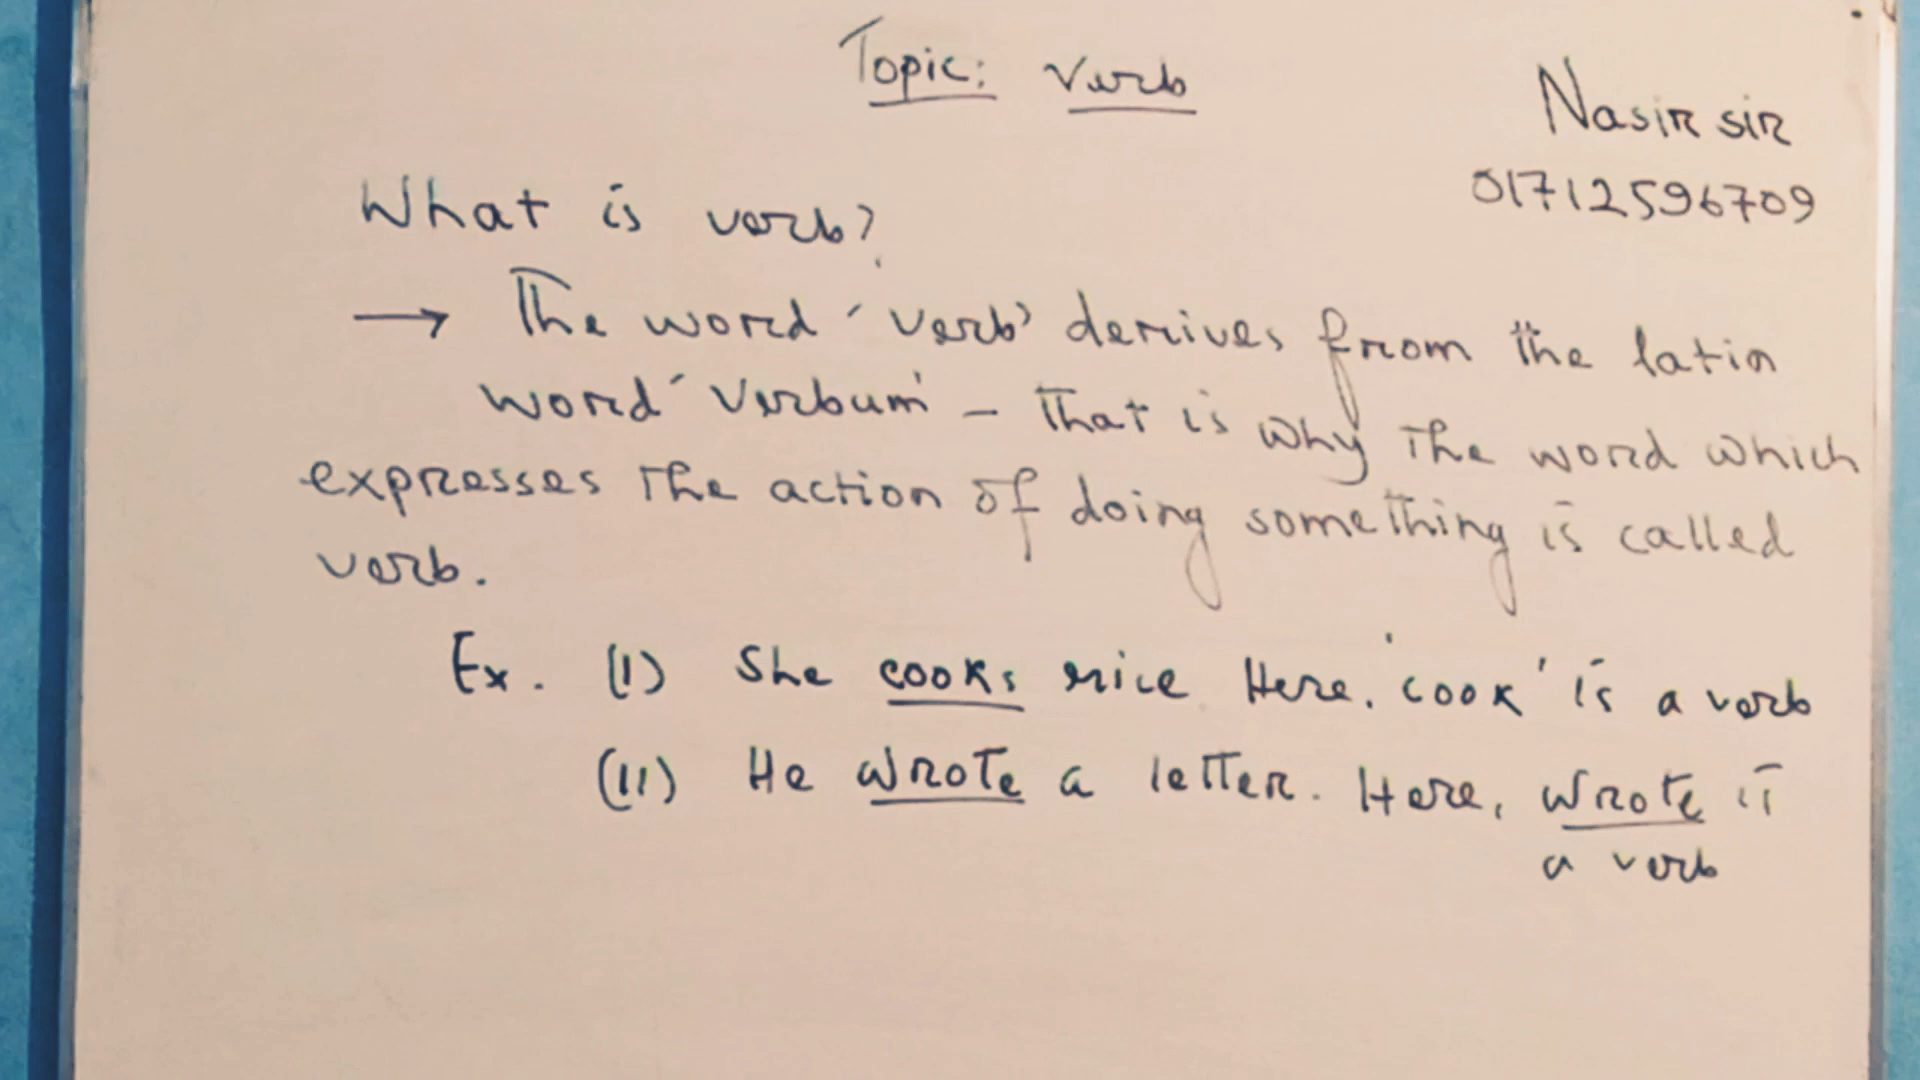 Topic: Verb
Nasir sir
01712596709
What is verb?
→ The word 'verb' derives from the latin
word 'Verbum' - that is why the word which
expresses the action of doing something is called
verb.
Ex. (I) She cooks rice Here, 'cook' is a verb
(II) He wrote a letter. Here, wrote is
a verb